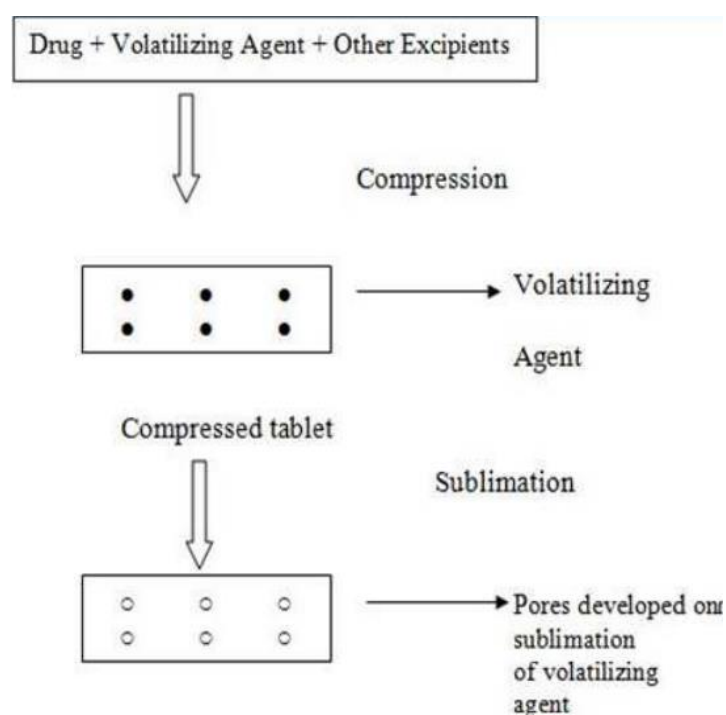 Drug + Volatilizing Agent + Other Excipients
Compression
Volatilizing
Agent
Compressed tablet
Sublimation
Pores developed on
sublimation
of volatilizing
agent